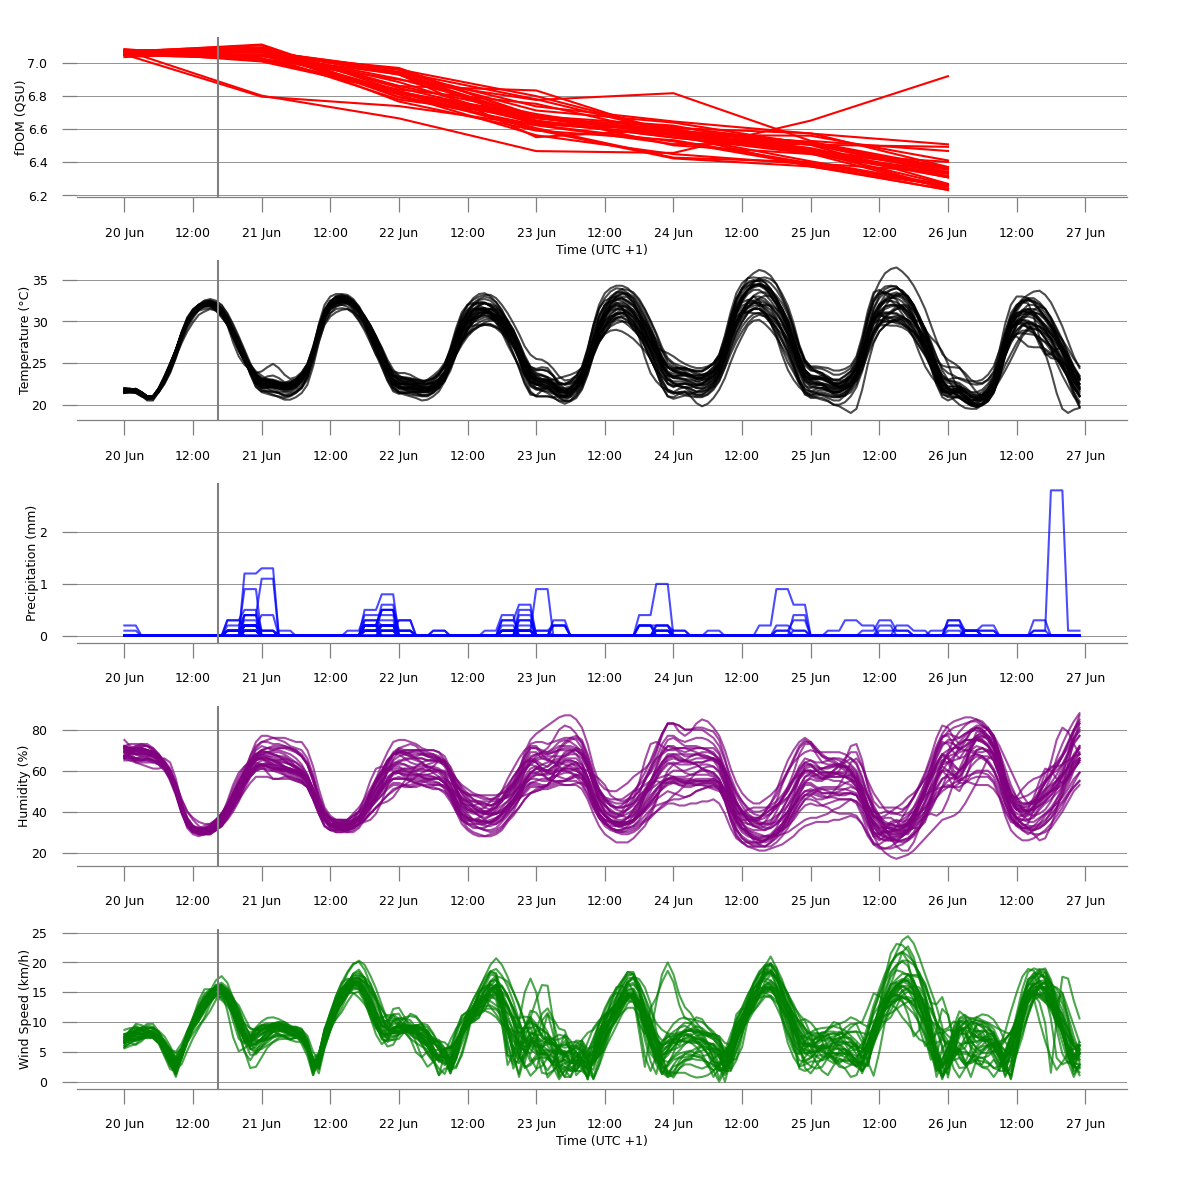 fDOM (QSU)
7.0
6.8
6.6
6.4
6.2
20 Jun 12:00 21 Jun 12:00 22 Jun 12:00 23 Jun 12:00 24 Jun 12:00 25 Jun 12:00 26 Jun 12:00 27 Jun
Time (UTC +1)
Temperature (°C)
35
30
25
20
20 Jun 12:00 21 Jun 12:00 22 Jun 12:00 23 Jun 12:00 24 Jun 12:00 25 Jun 12:00 26 Jun 12:00 27 Jun
Precipitation (mm)
2
1
0
20 Jun 12:00 21 Jun 12:00 22 Jun 12:00 23 Jun 12:00 24 Jun 12:00 25 Jun 12:00 26 Jun 12:00 27 Jun
Humidity (%)
80
60
40
20
20 Jun 12:00 21 Jun 12:00 22 Jun 12:00 23 Jun 12:00 24 Jun 12:00 25 Jun 12:00 26 Jun 12:00 27 Jun
Wind Speed (km/h)
25
20
15
10
5
0
20 Jun 12:00 21 Jun 12:00 22 Jun 12:00 23 Jun 12:00 24 Jun 12:00 25 Jun 12:00 26 Jun 12:00 27 Jun
Time (UTC +1)